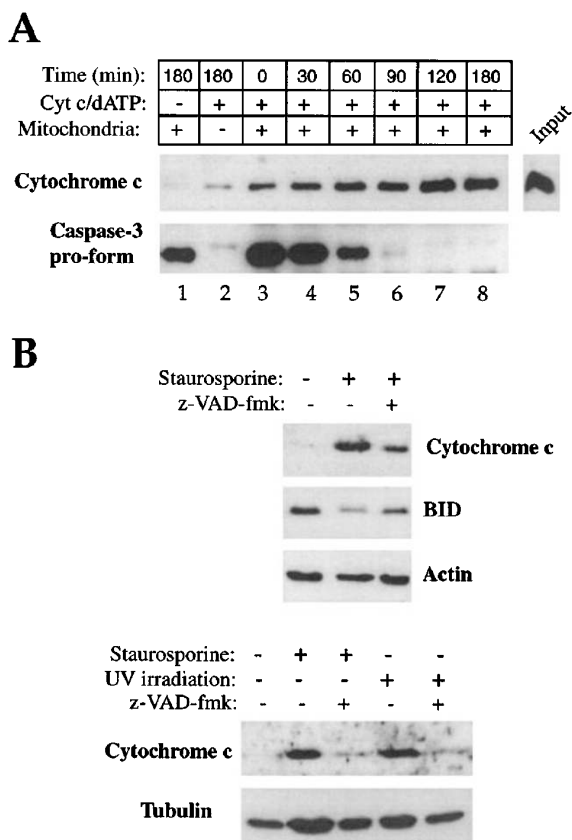 A
Time (min): 180 180 0 30 60 90 120 180
Cyt c/dATP: - + + + + + + +
Mitochondria: + - + + + + + + Input
Cytochrome c
Caspase-3
pro-form
1 2 3 4 5 6 7 8
B
Staurosporine: - + +
z-VAD-fmk: - - +
Cytochrome c
BID
Actin
Staurosporine: - + + - -
UV irradiation: - - - + +
z-VAD-fmk: - - + - +
Cytochrome c
Tubulin